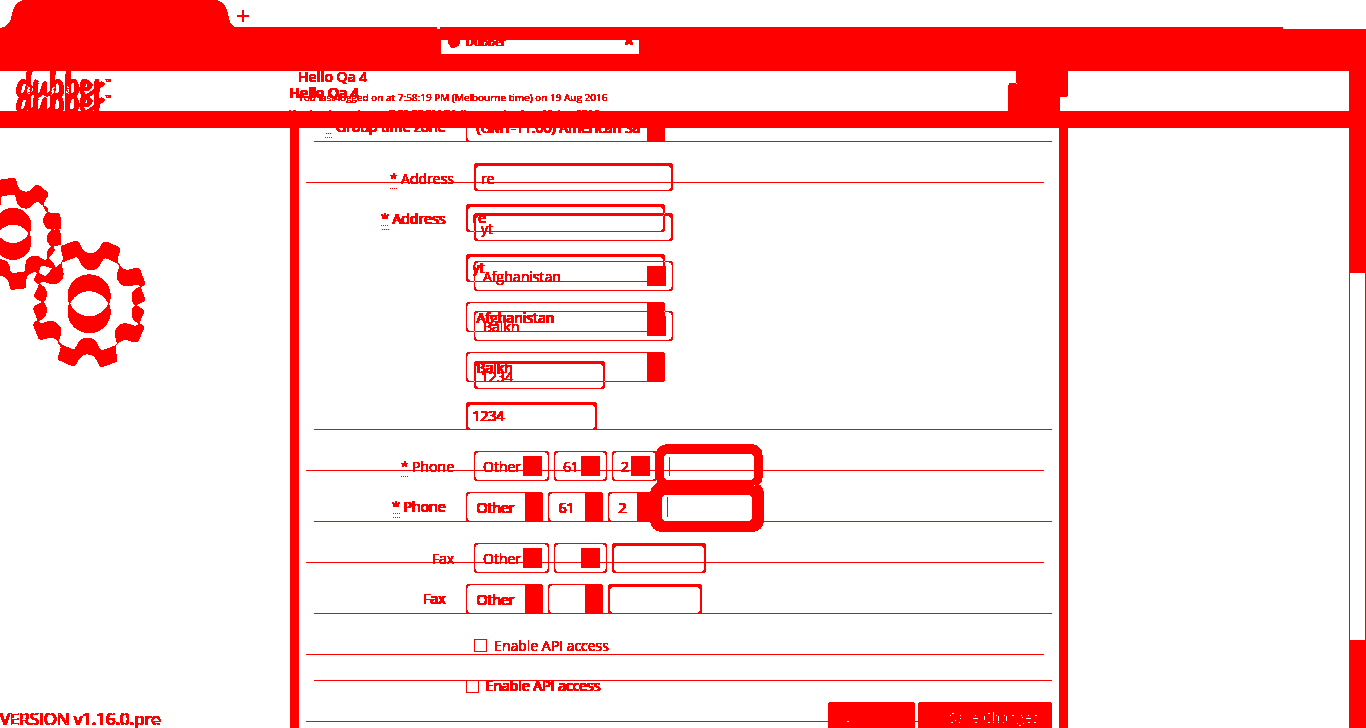 +
Dubber x
Hello Qa 4
dubber™
Hello Qa 4
dubber™
You last logged on at 7:58:19 PM (Melbourne time) on 19 Aug 2016
* Group time zone (GMT-11:00) American Sa
* Address re
* Address re
yt
yt
Afghanistan
Afghanistan
Balkh
Balkh
1234
1234
* Phone Other 61 2
* Phone Other 61 2
Fax Other
Fax Other
Enable API access
Enable API access
VERSION v1.16.0.pre Save Changes